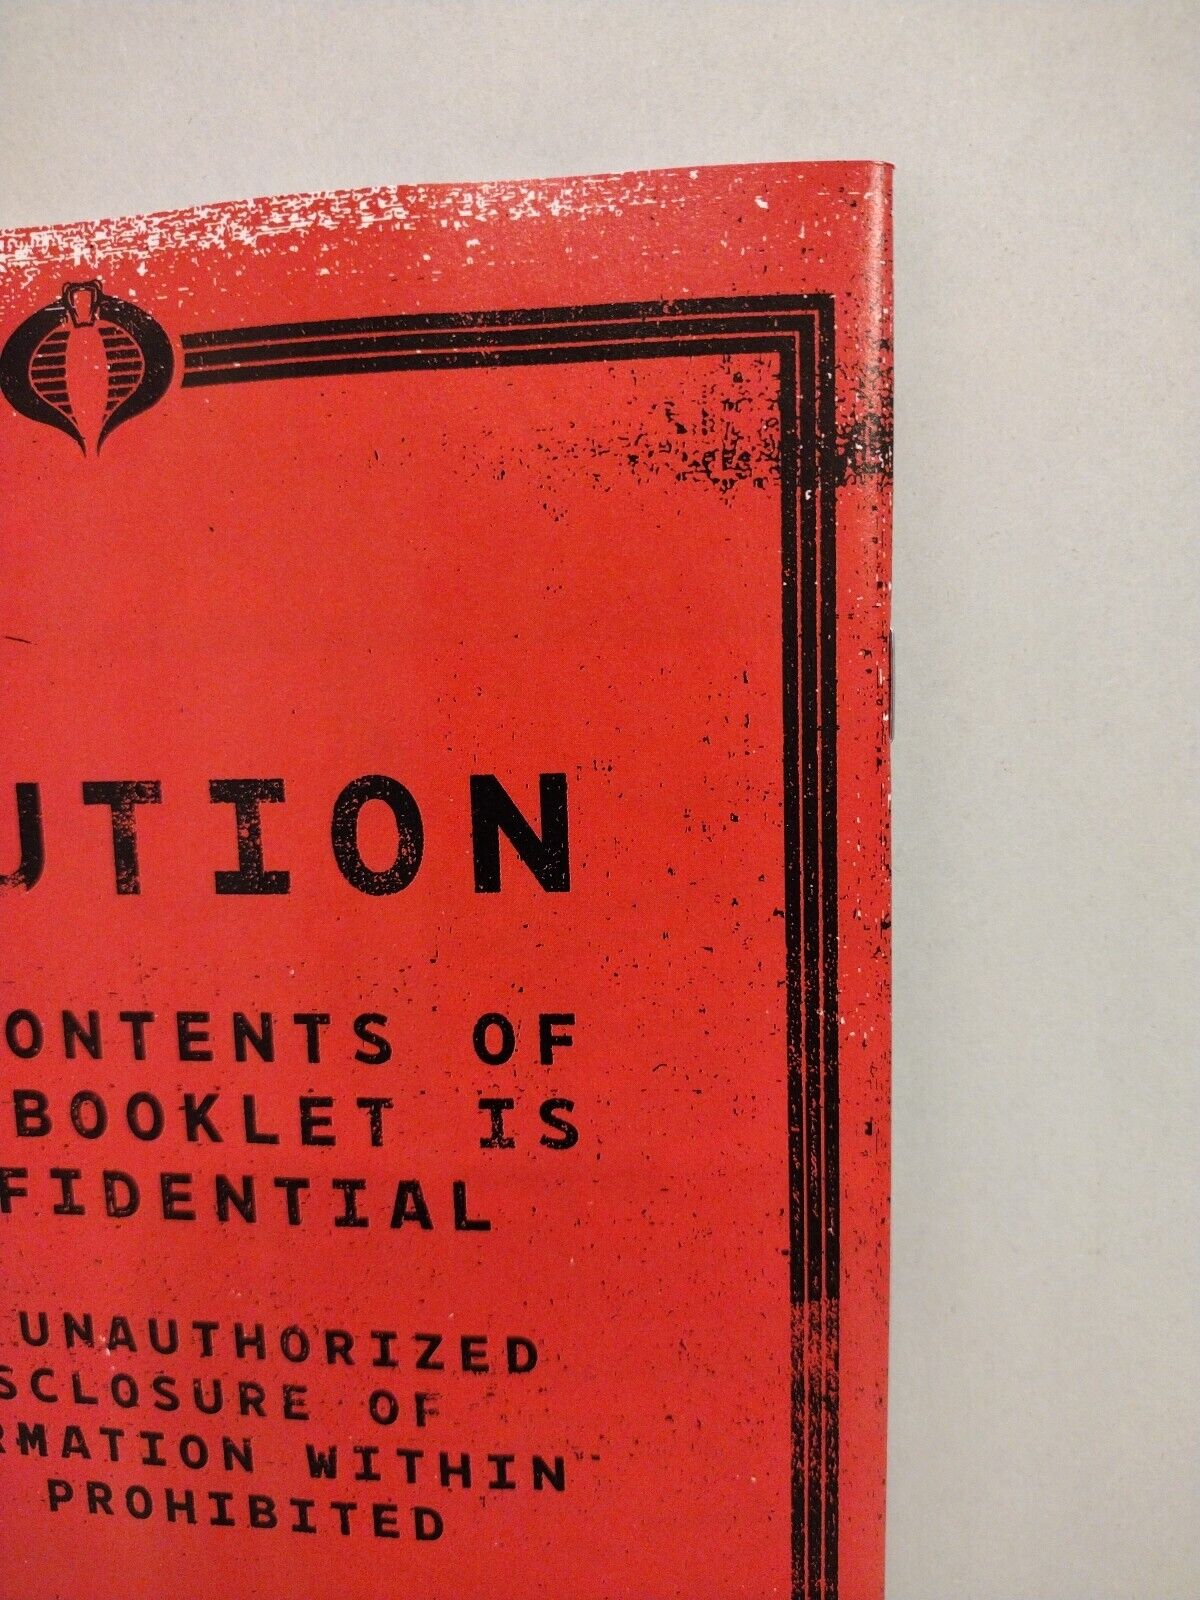 UTION
ONTENTS OF
BOOKLET IS
FIDENTIAL
UNAUTHORIZED
SCLOSURE OF
RMATION WITHIN
PROHIBITED